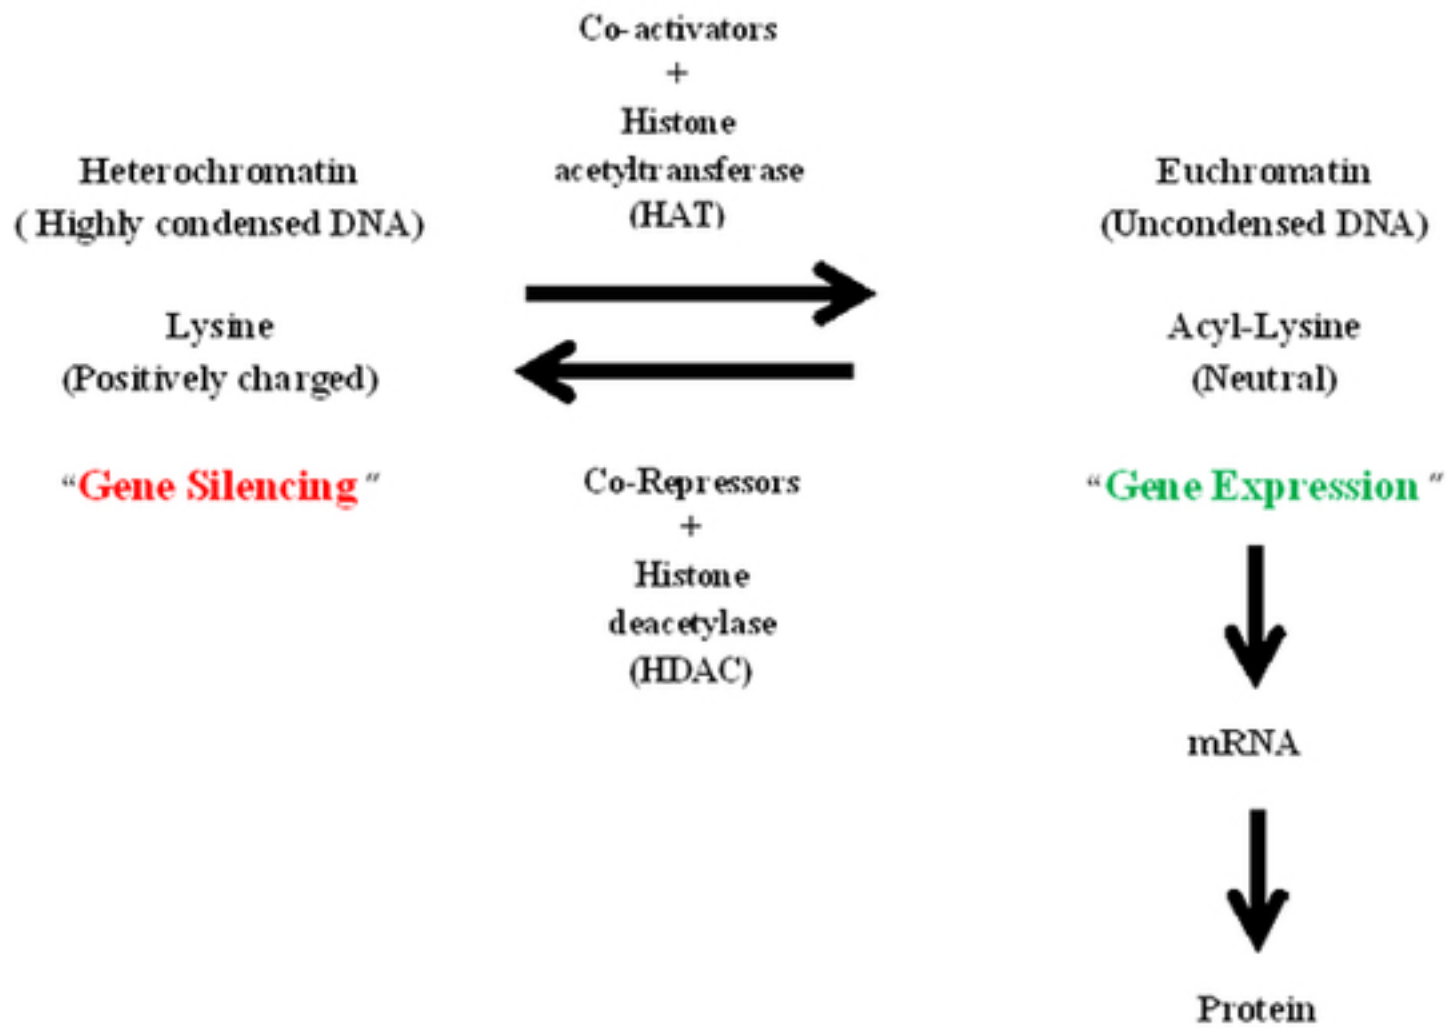 Co-activators
+
Histone
acetyltransferase
(HAT)
Heterochromatin
( Highly condensed DNA)
Lysine
(Positively charged)
“Gene Silencing ”
Co-Repressors
+
Histone
deacetylase
(HDAC)
Euchromatin
(Uncondensed DNA)
Acyl-Lysine
(Neutral)
“Gene Expression ”
mRNA
Protein